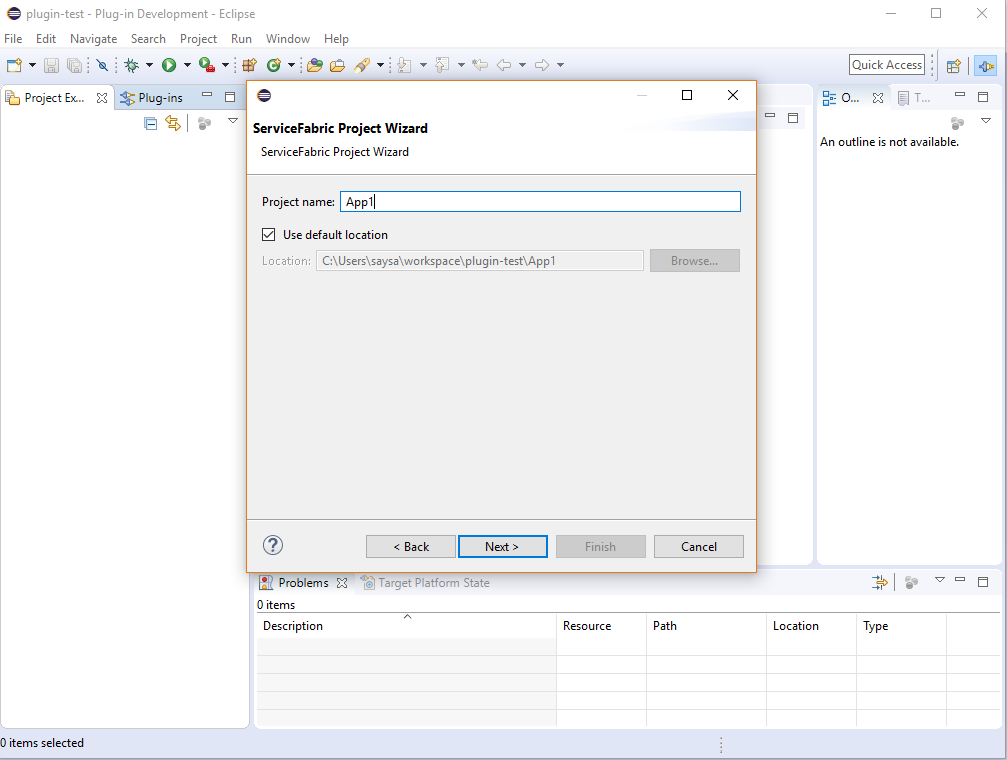 plugin-test - Plug-in Development - Eclipse
File Edit Navigate Search Project Run Window Help
Quick Access
Project Ex...
Plug-ins
O...
T...
An outline is not available.
ServiceFabric Project Wizard
ServiceFabric Project Wizard
Project name: App1
Use default location
Location: C:\Users\saysa\workspace\plugin-test\App1 Browse...
< Back Next > Finish Cancel
Problems Target Platform State
0 items
Description Resource Path Location Type
0 items selected